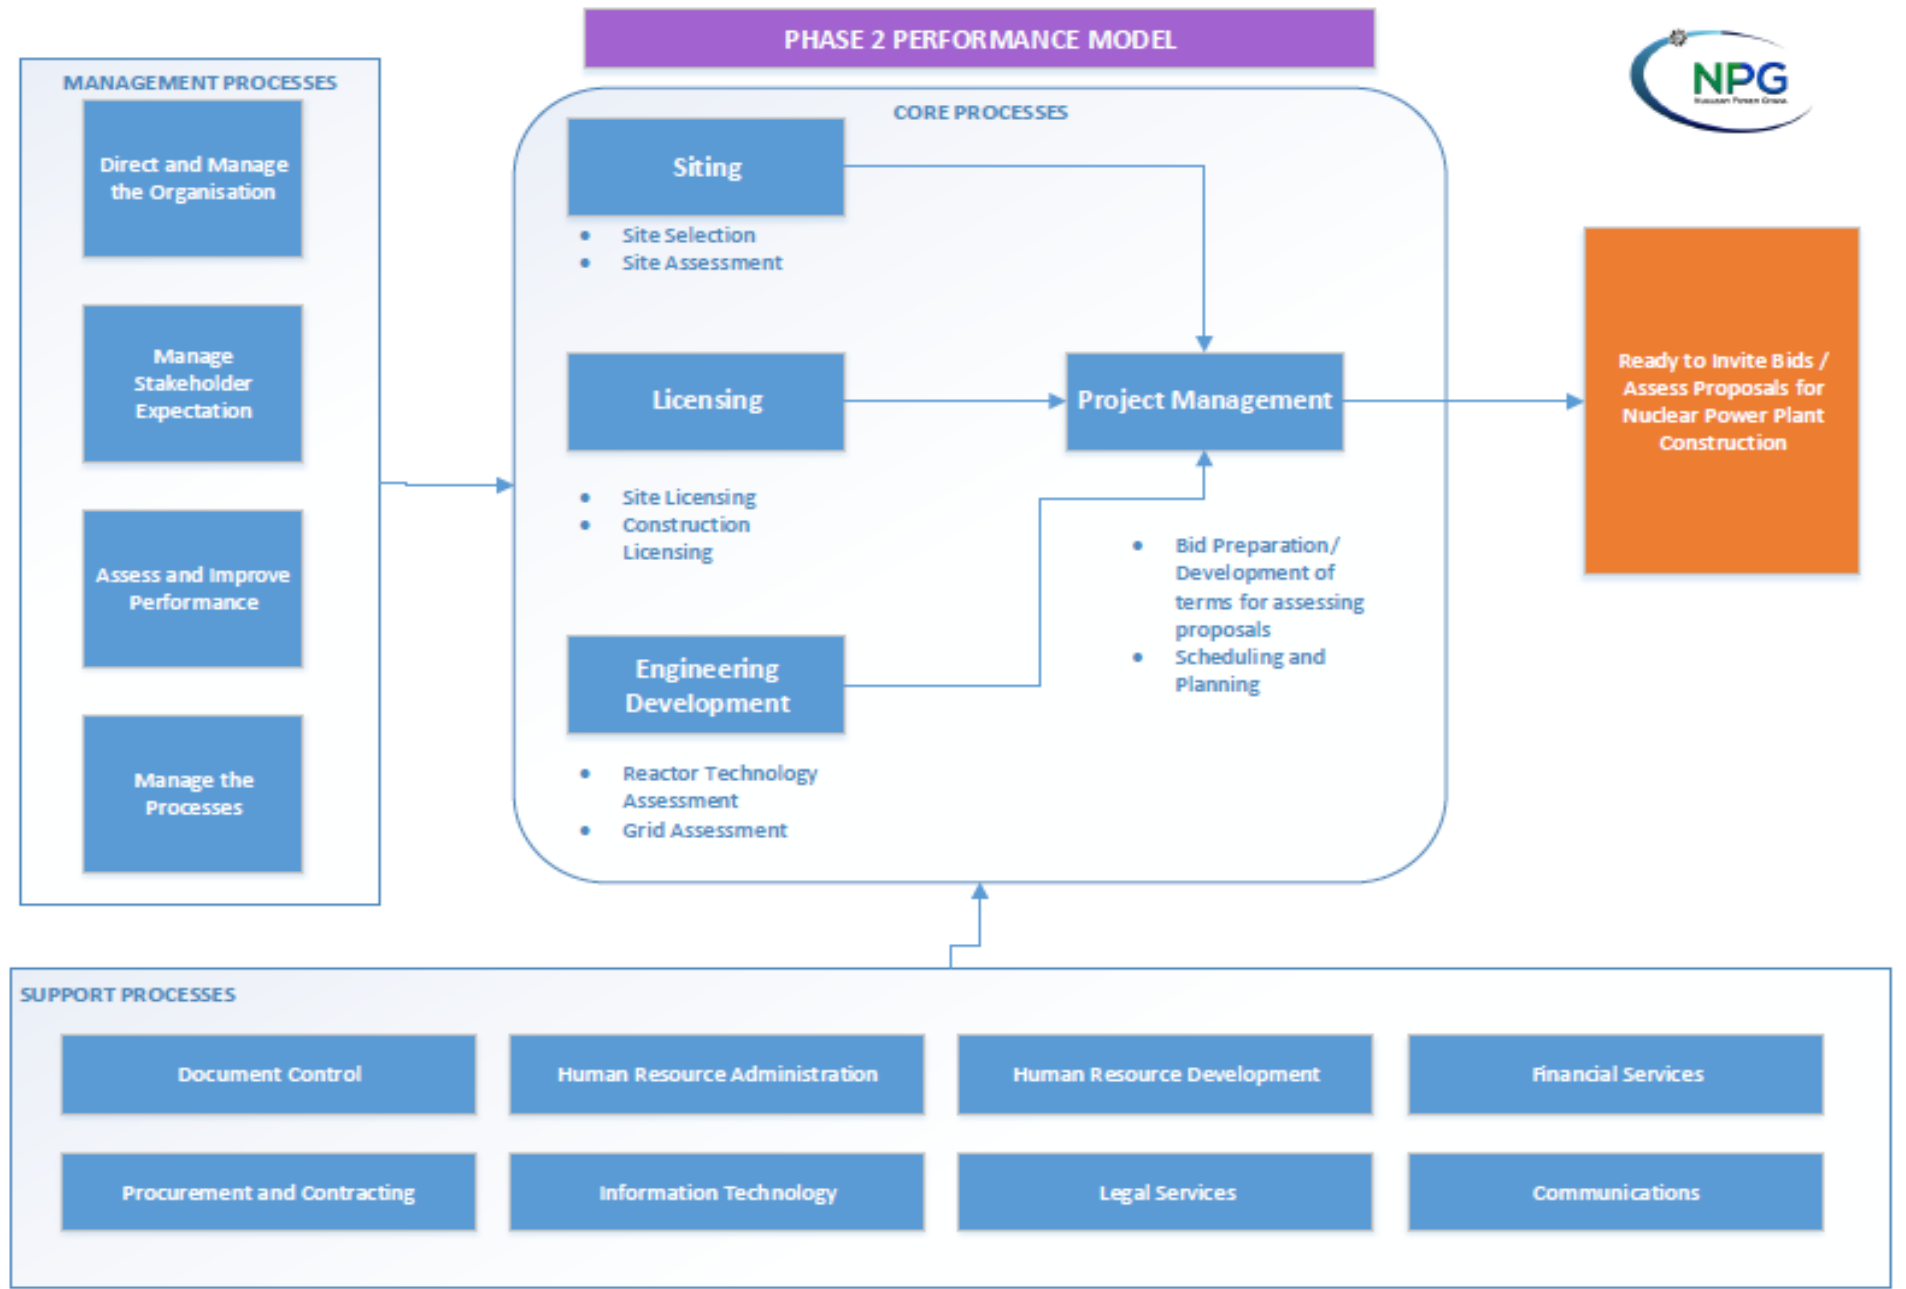 PHASE 2 PERFORMANCE MODEL
NPG
MANAGEMENT PROCESSES
Direct and Manage
the Organisation
Manage
Stakeholder
Expectation
Assess and Improve
Performance
Manage the
Processes
CORE PROCESSES
Siting
• Site Selection
• Site Assessment
Licensing
• Site Licensing
• Construction
Licensing
Engineering
Development
• Reactor Technology
Assessment
• Grid Assessment
Project Management
• Bid Preparation/
Development of
terms for assessing
proposals
• Scheduling and
Planning
Ready to Invite Bids /
Assess Proposals for
Nuclear Power Plant
Construction
SUPPORT PROCESSES
Document Control
Human Resource Administration
Human Resource Development
Financial Services
Procurement and Contracting
Information Technology
Legal Services
Communications